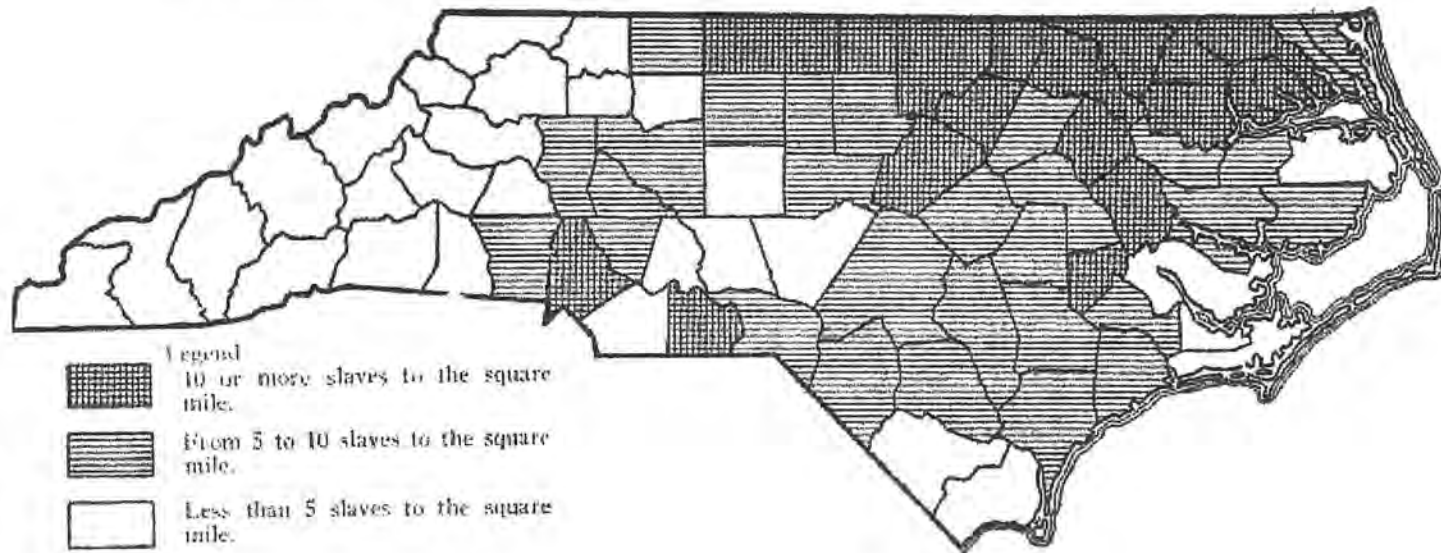 Legend
10 or more slaves to the square
mile.
From 5 to 10 slaves to the square
mile.
Less than 5 slaves to the square
mile.